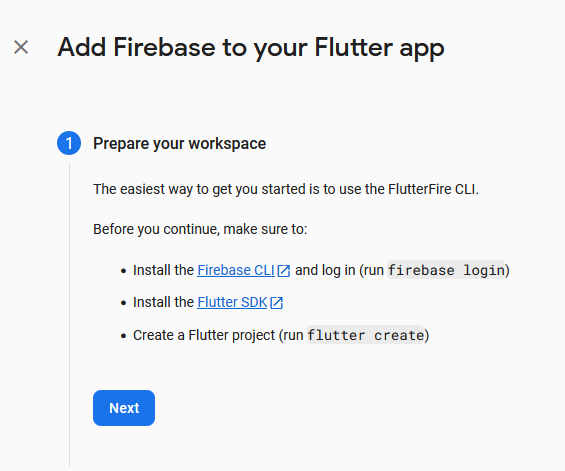 Add Firebase to your Flutter app
1 Prepare your workspace
The easiest way to get you started is to use the FlutterFire CLI.
Before you continue, make sure to:
• Install the Firebase CLI and log in (run firebase login)
• Install the Flutter SDK
• Create a Flutter project (run flutter create)
Next